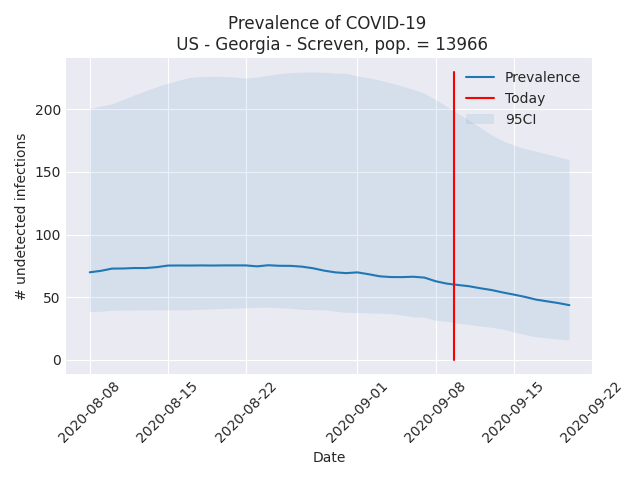 Prevalence of COVID-19
US - Georgia - Screven, pop. = 13966
Prevalence
Today
95CI
200
150
100
50
0
# undetected infections
2020-08-08
2020-08-15
2020-08-22
2020-09-01
2020-09-08
2020-09-15
2020-09-22
Date